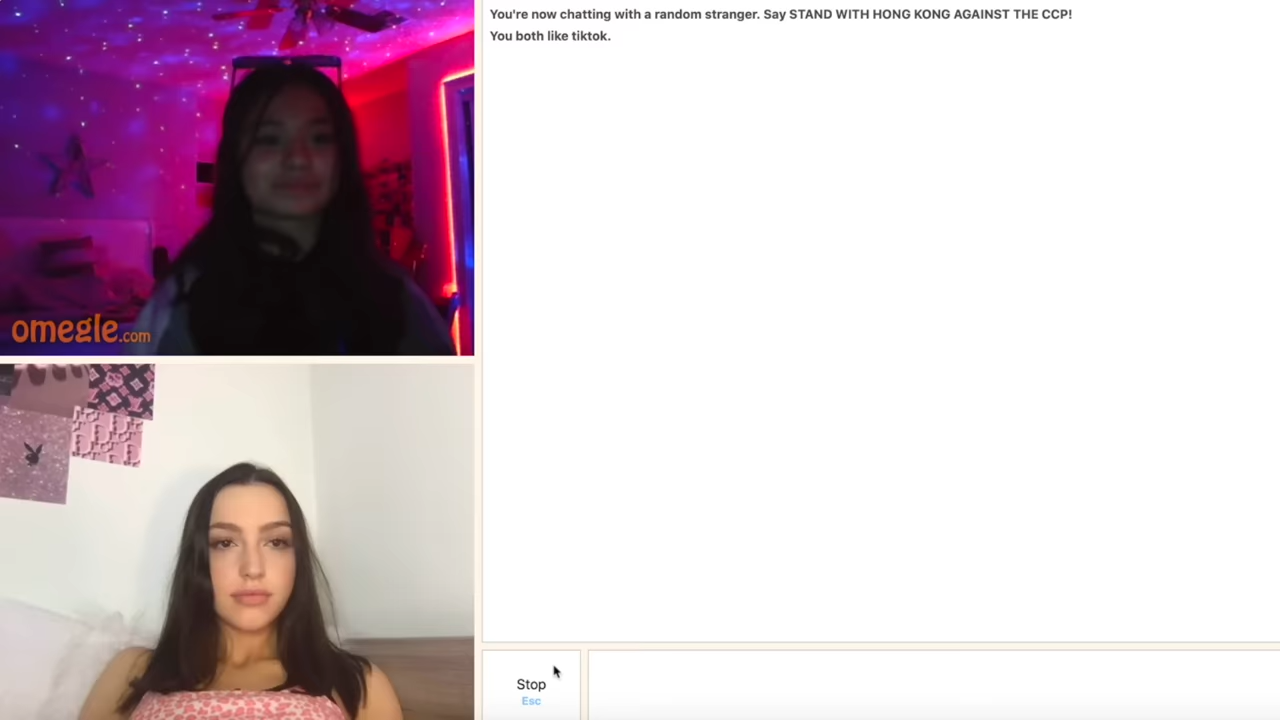 You're now chatting with a random stranger. Say STAND WITH HONG KONG AGAINST THE CCP!
You both like tiktok.
omegle.com
Stop
Esc